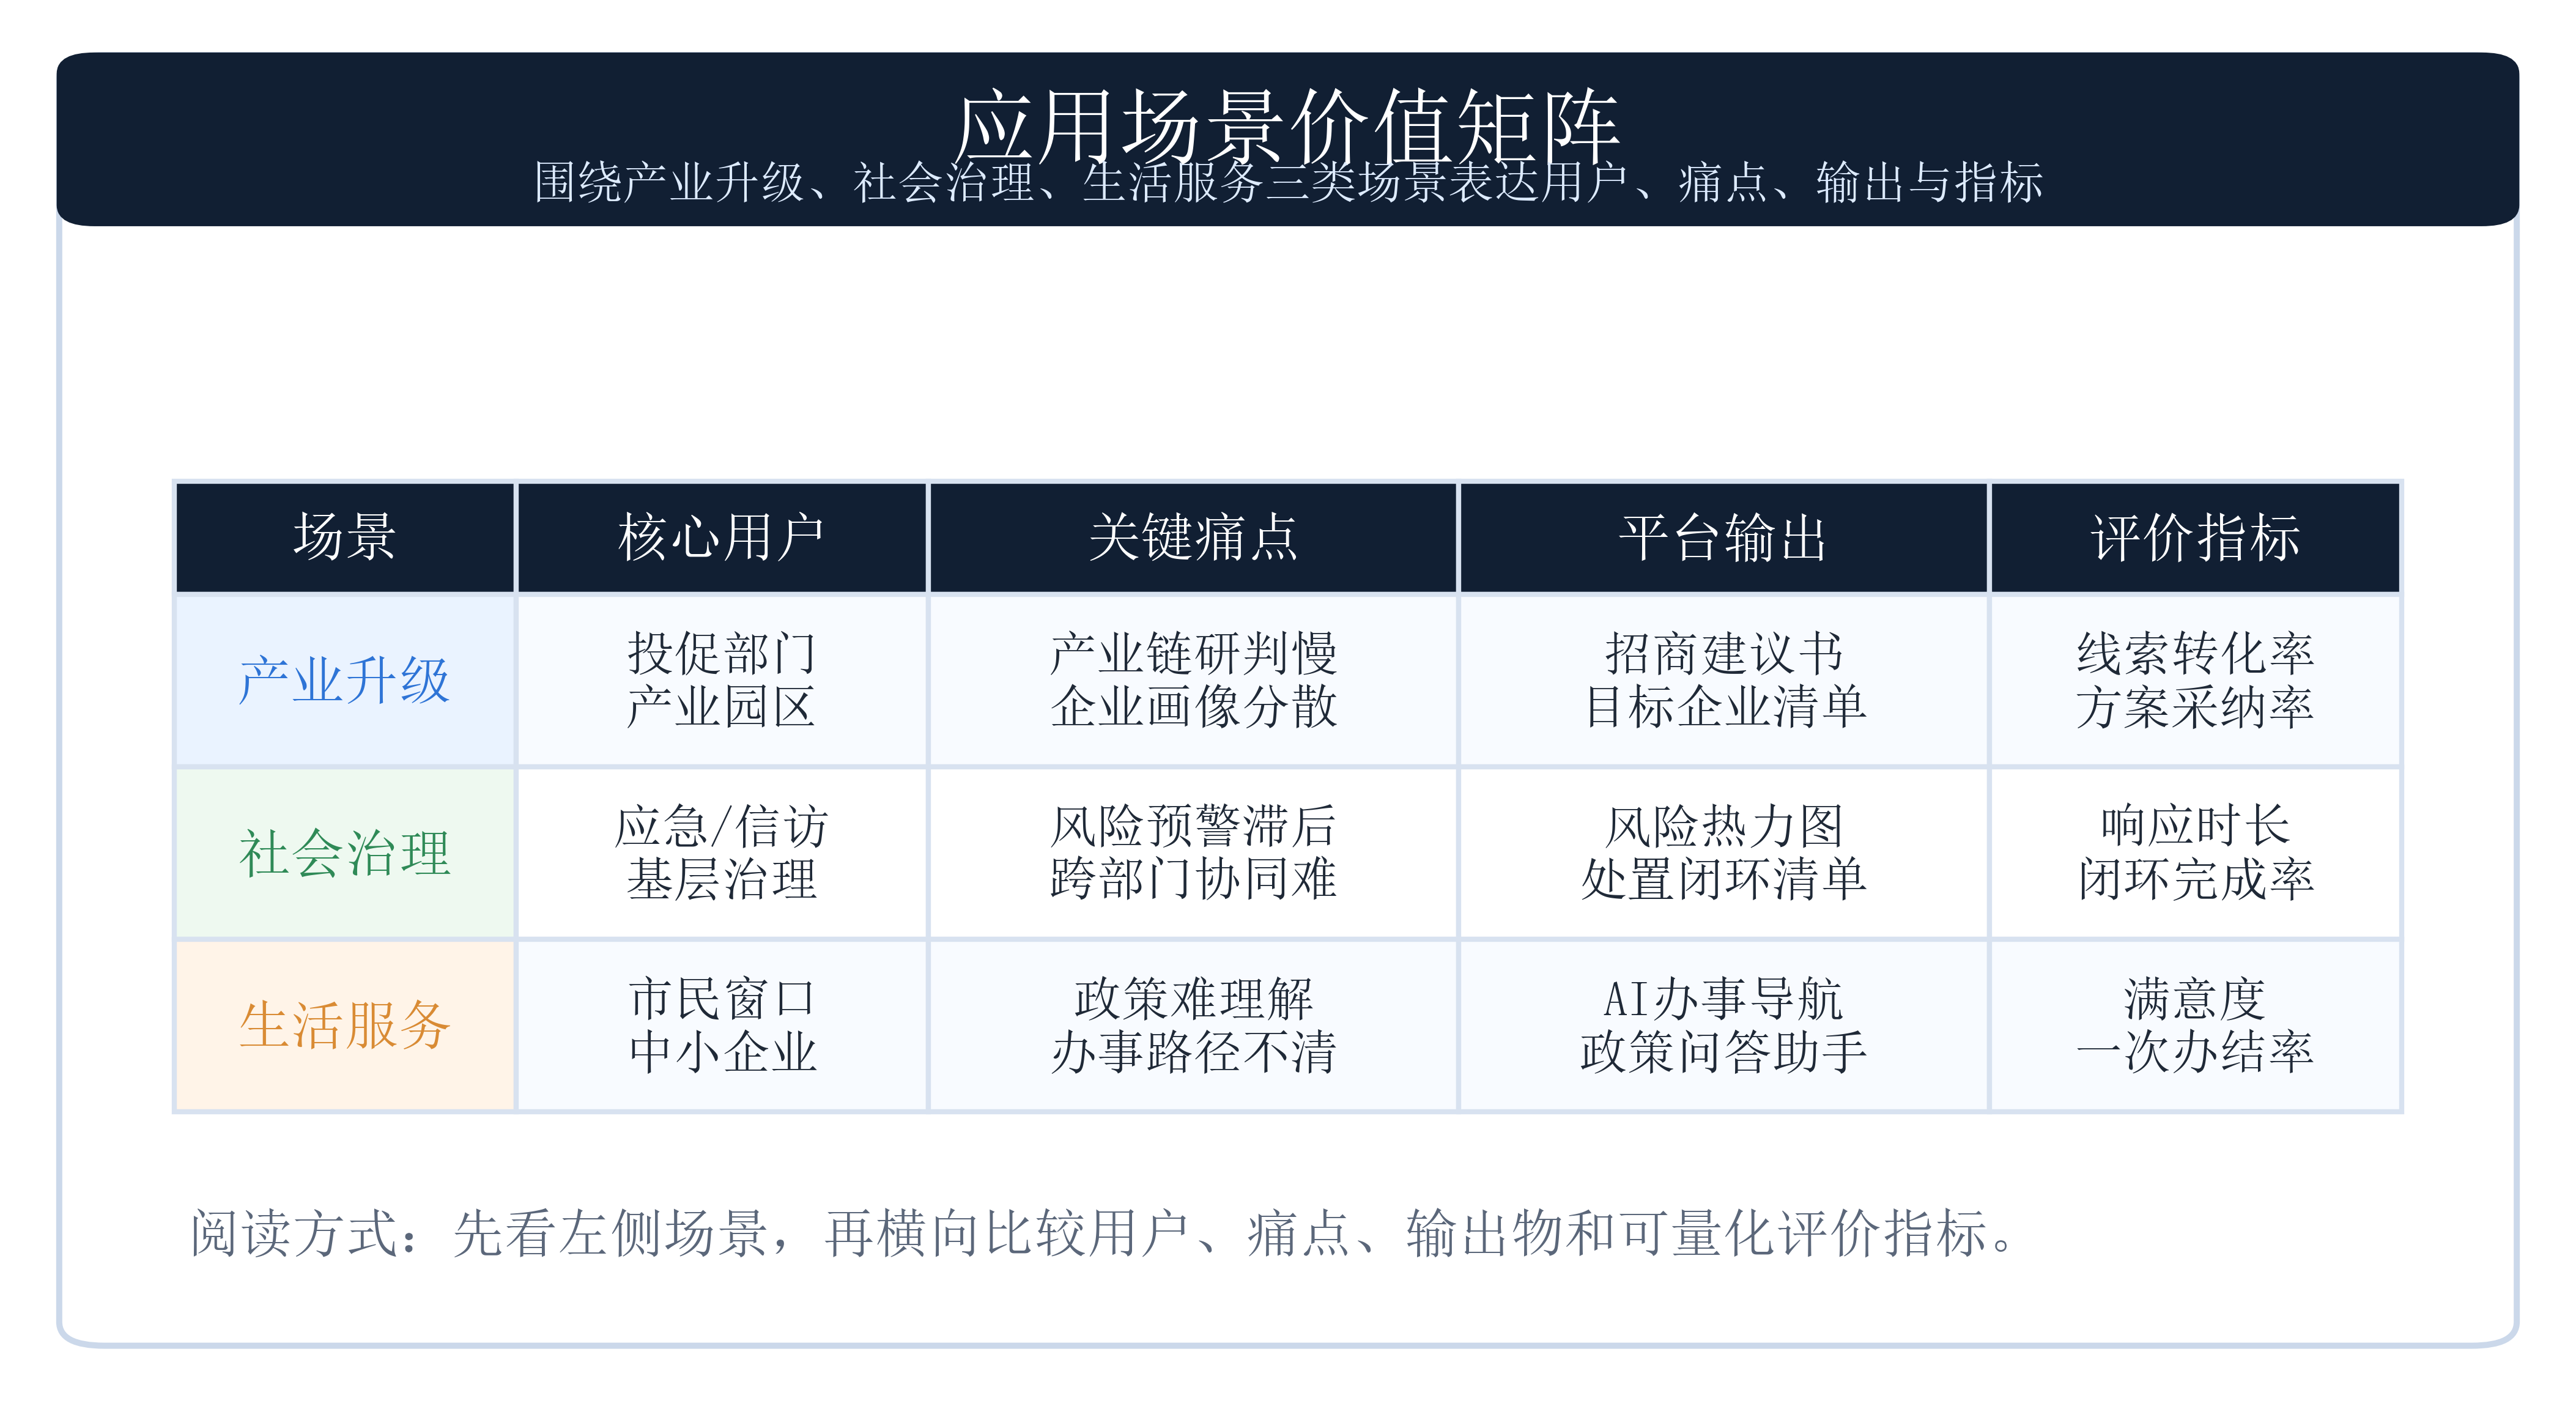 应用场景价值矩阵
围绕产业升级、社会治理、生活服务三类场景表达用户、痛点、输出与指标
场景 核心用户 关键痛点 平台输出 评价指标
产业升级
投促部门
产业园区
产业链研判慢
企业画像分散
招商建议书
目标企业清单
线索转化率
方案采纳率
社会治理
应急/信访
基层治理
风险预警滞后
跨部门协同难
风险热力图
处置闭环清单
响应时长
闭环完成率
生活服务
市民窗口
中小企业
政策难理解
办事路径不清
AI办事导航
政策问答助手
满意度
一次办结率
阅读方式：先看左侧场景，再横向比较用户、痛点、输出物和可量化评价指标。